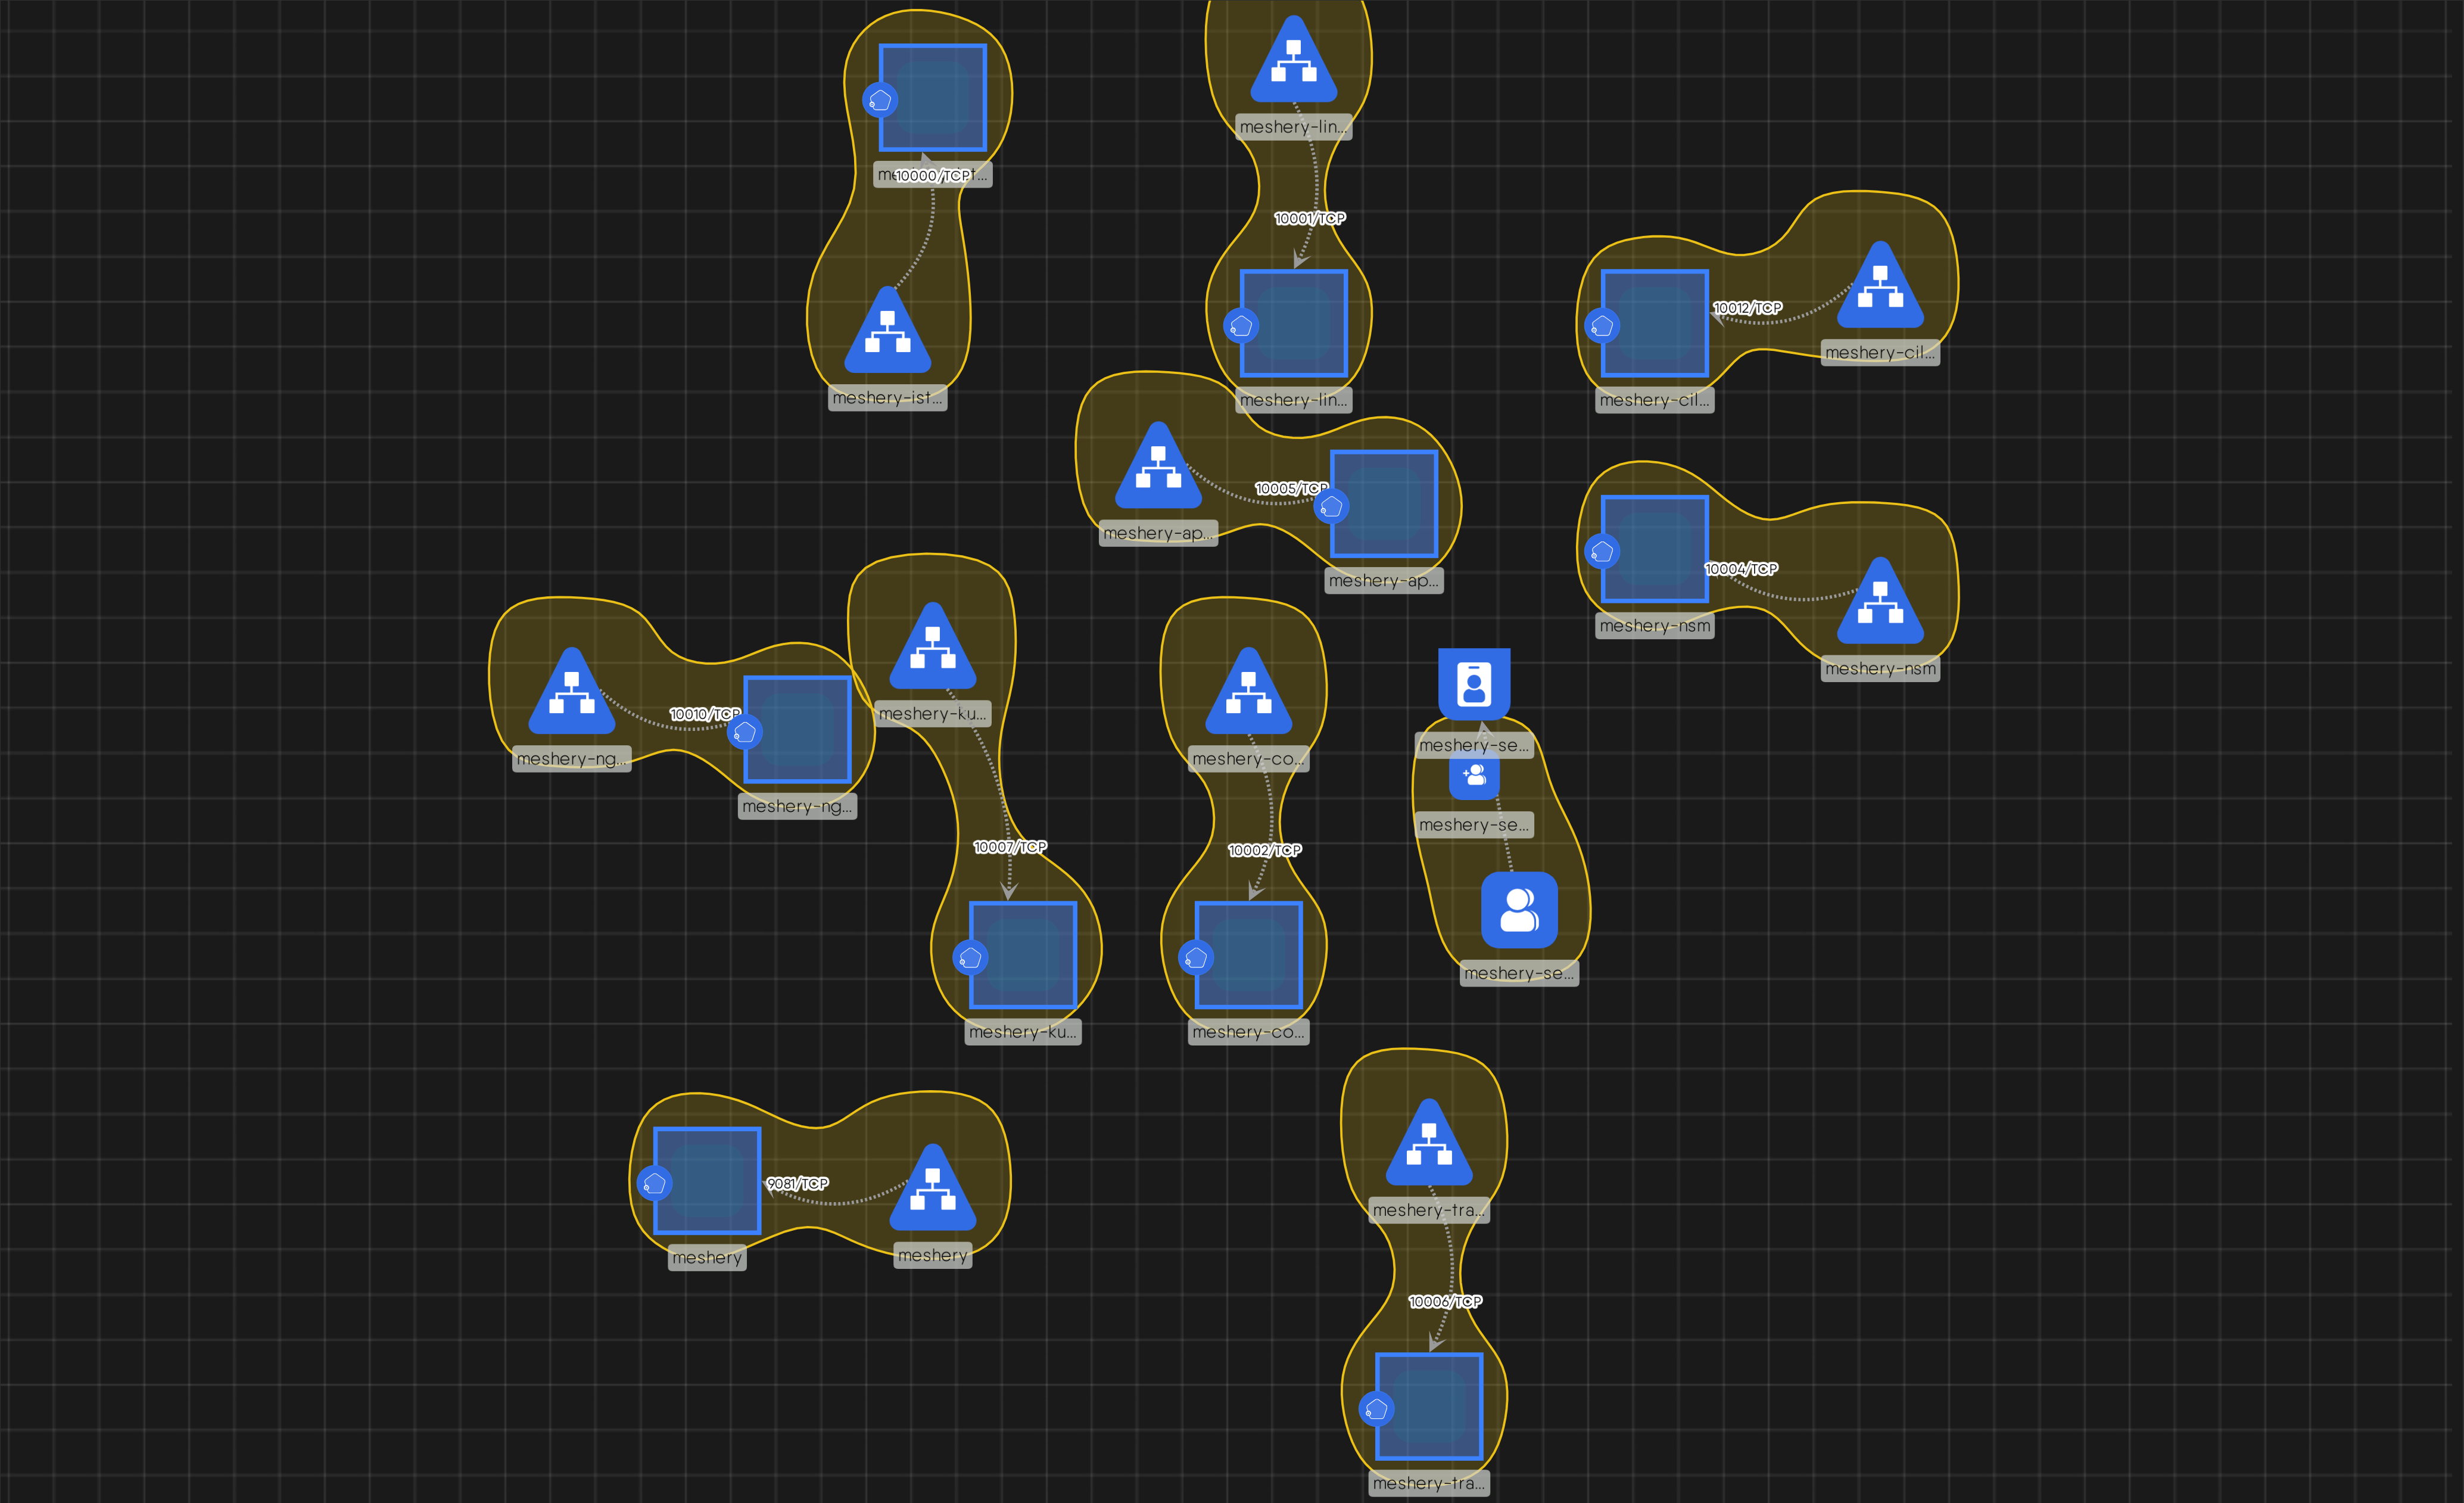 meshery-lin...
10000/TCP
10001/TCP
10012/TCP
meshery-cil...
meshery-ist...
meshery-lin...
meshery-cil...
10005/TCP
meshery-ap...
10004/TCP
meshery-ap...
meshery-nsm
meshery-nsm
10010/TCP
meshery-ku...
meshery-se...
meshery-ng...
meshery-co...
meshery-ng...
meshery-se...
10007/TCP
10002/TCP
meshery-se...
meshery-ku...
meshery-co...
9081/TCP
meshery-tra...
meshery
meshery
10006/TCP
meshery-tra...